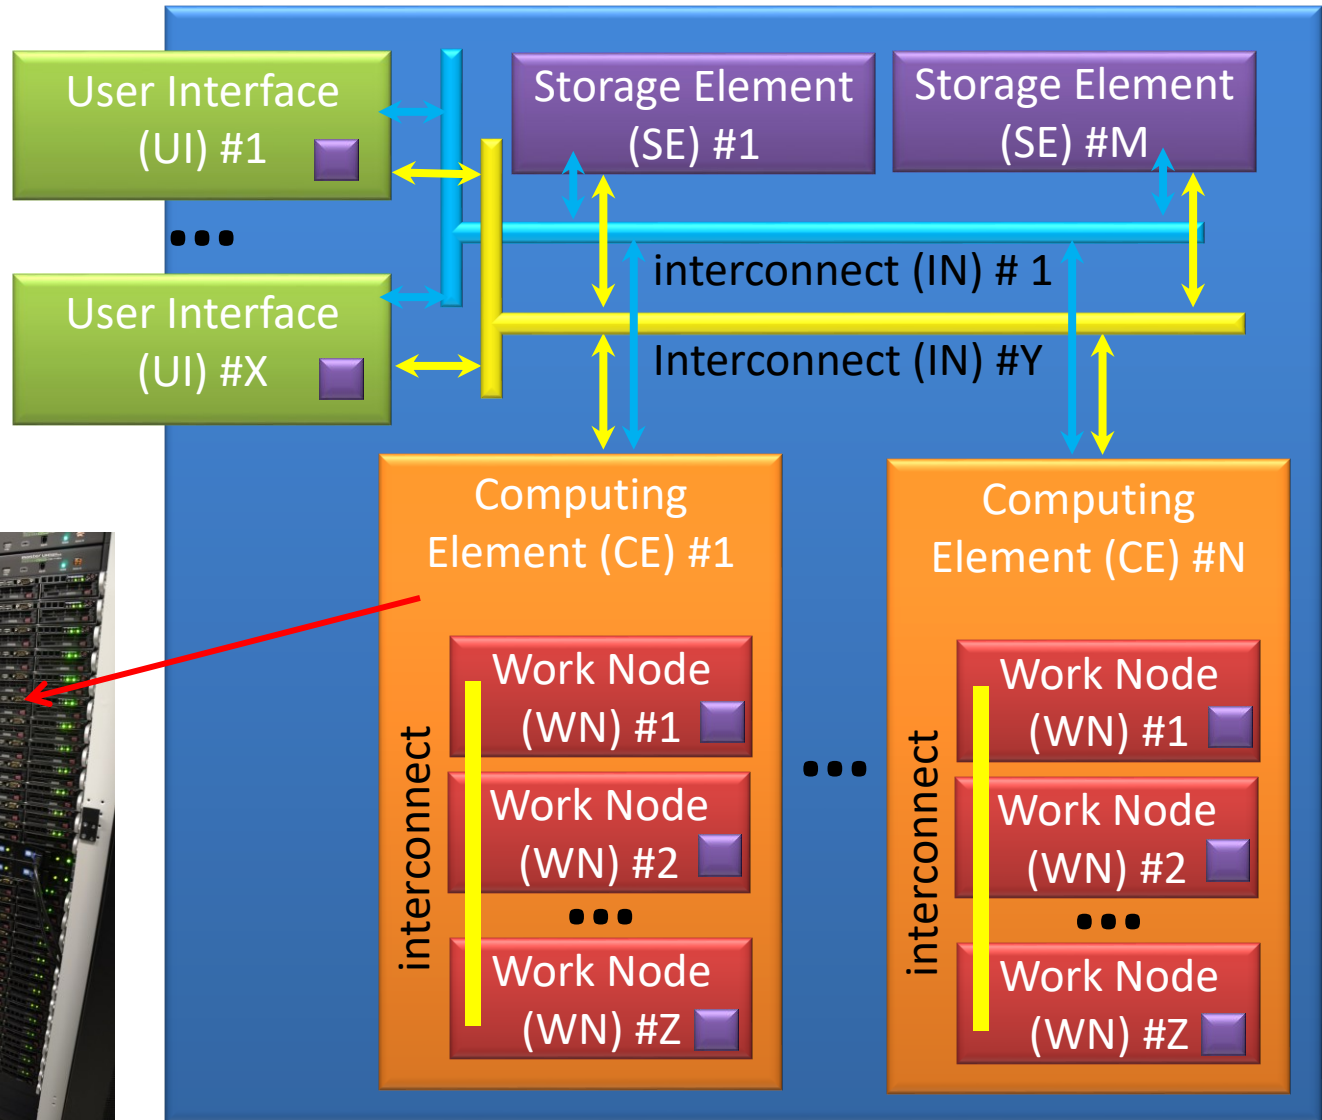 User Interface
(UI) #1
...
User Interface
(UI) #X
Storage Element
(SE) #1
Storage Element
(SE) #M
interconnect (IN) # 1
Interconnect (IN) #Y
Computing
Element (CE) #1
interconnect
Work Node
(WN) #1
Work Node
(WN) #2
...
Work Node
(WN) #Z
...
Computing
Element (CE) #N
interconnect
Work Node
(WN) #1
Work Node
(WN) #2
...
Work Node
(WN) #Z